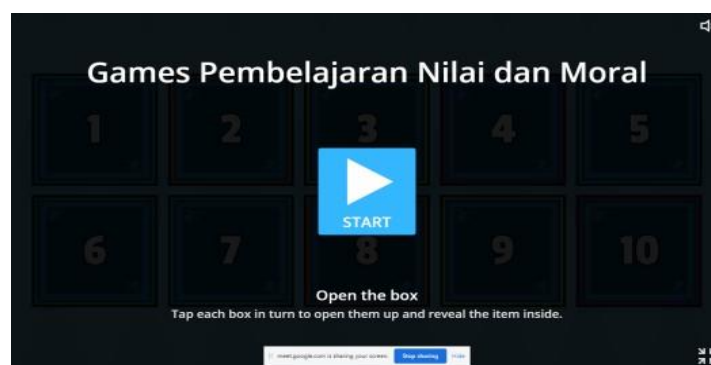 Games Pembelajaran Nilai dan Moral
1 2 3 4 5
START
6 7 8 9 10
Open the box
Tap each box in turn to open them up and reveal the item inside.
meet.google.com is sharing your screen. Stop sharing Hide